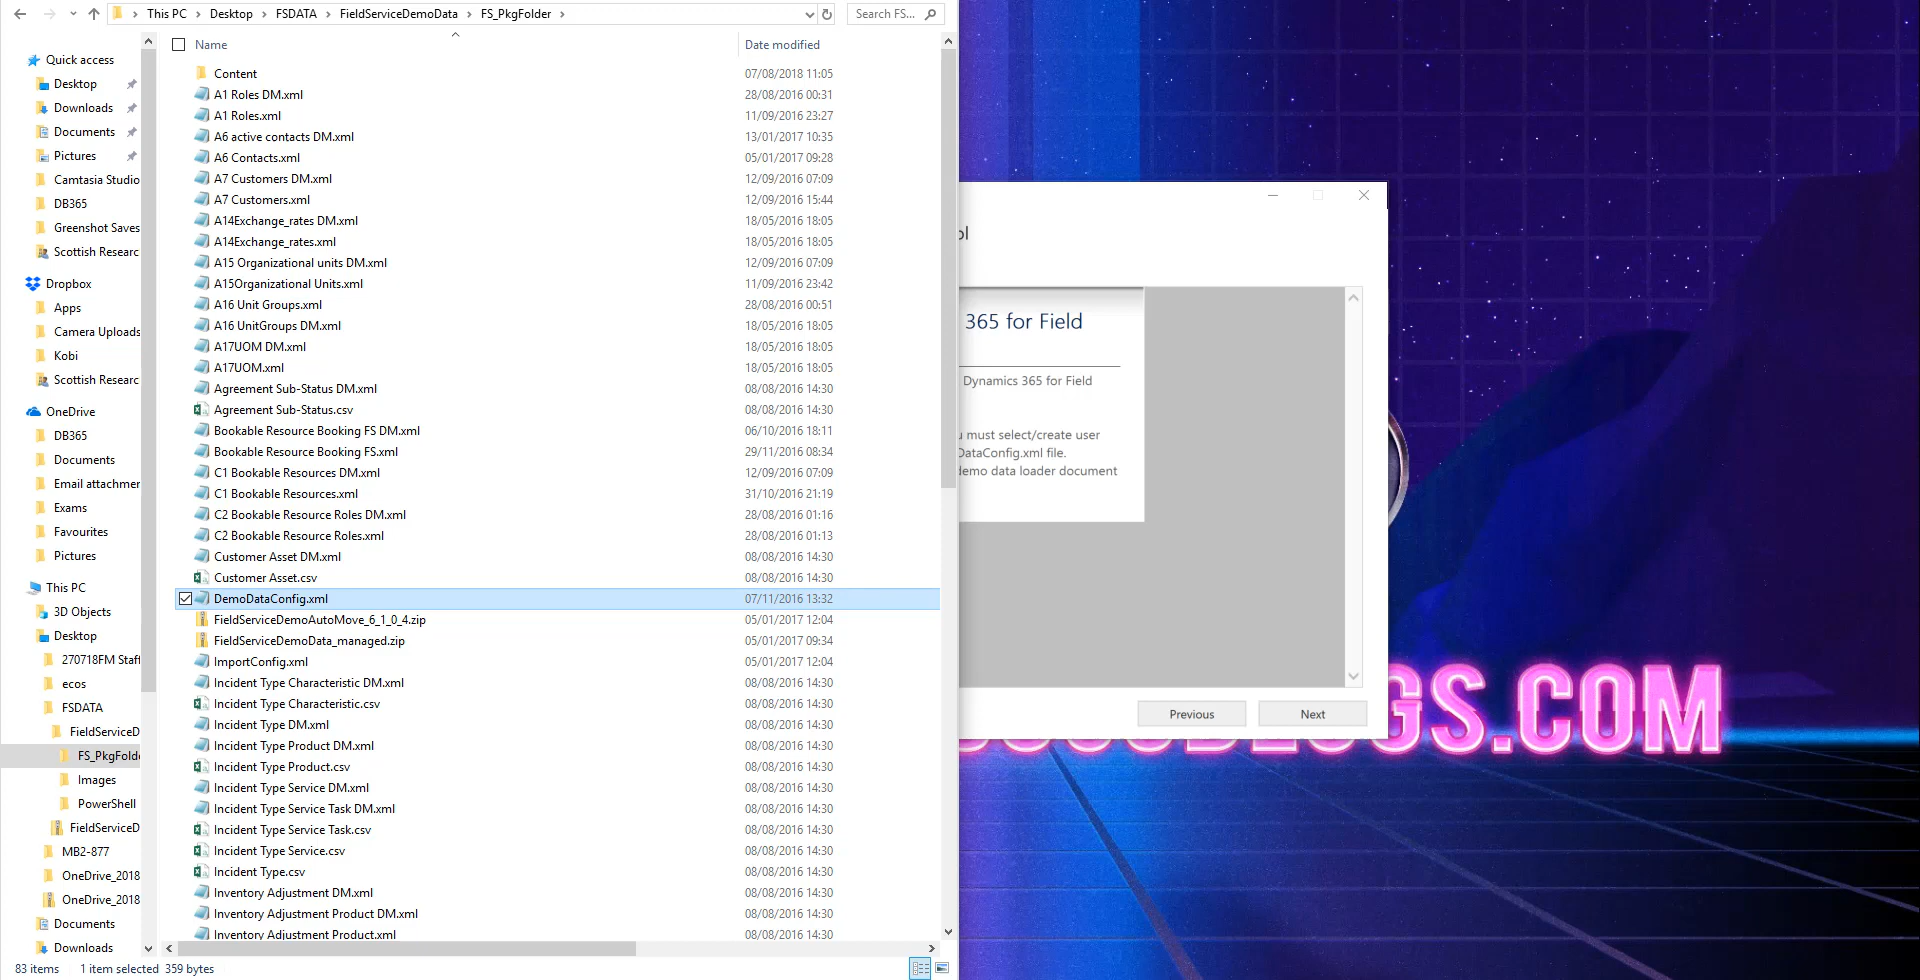 This PC > Desktop > FSDATA > FieldServiceDemoData > FS_PkgFolder >
Search FS...
Name
Date modified
Quick access
Desktop
Downloads
Documents
Pictures
Camtasia Studio
DB365
Greenshot Saves
Scottish Researc
Dropbox
Apps
Camera Uploads
Kobi
Scottish Researc
OneDrive
DB365
Documents
Email attachmer
Exams
Favourites
Pictures
This PC
3D Objects
Desktop
270718FM Staff
ecos
FSDATA
FieldServiceD
FS_PkgFolde
Images
PowerShell
FieldServiceD
MB2-877
OneDrive_2018
OneDrive_2018
Documents
Downloads
Content 07/08/2018 11:05
A1 Roles DM.xml 28/08/2016 00:31
A1 Roles.xml 11/09/2016 23:27
A6 active contacts DM.xml 13/01/2017 10:35
A6 Contacts.xml 05/01/2017 09:28
A7 Customers DM.xml 12/09/2016 07:09
A7 Customers.xml 12/09/2016 15:44
A14Exchange_rates DM.xml 18/05/2016 18:05
A14Exchange_rates.xml 18/05/2016 18:05
A15 Organizational units DM.xml 12/09/2016 07:09
A15Organizational Units.xml 11/09/2016 23:42
A16 Unit Groups.xml 28/08/2016 00:51
A16 UnitGroups DM.xml 18/05/2016 18:05
A17UOM DM.xml 18/05/2016 18:05
A17UOM.xml 18/05/2016 18:05
Agreement Sub-Status DM.xml 08/08/2016 14:30
Agreement Sub-Status.csv 08/08/2016 14:30
Bookable Resource Booking FS DM.xml 06/10/2016 18:11
Bookable Resource Booking FS.xml 29/11/2016 08:34
C1 Bookable Resources DM.xml 12/09/2016 07:09
C1 Bookable Resources.xml 31/10/2016 21:19
C2 Bookable Resource Roles DM.xml 28/08/2016 01:16
C2 Bookable Resource Roles.xml 28/08/2016 01:13
Customer Asset DM.xml 08/08/2016 14:30
Customer Asset.csv 08/08/2016 14:30
DemoDataConfig.xml 07/11/2016 13:32
FieldServiceDemoAutoMove_6_1_0_4.zip 05/01/2017 12:04
FieldServiceDemoData_managed.zip 05/01/2017 09:34
ImportConfig.xml 05/01/2017 12:04
Incident Type Characteristic DM.xml 08/08/2016 14:30
Incident Type Characteristic.csv 08/08/2016 14:30
Incident Type DM.xml 08/08/2016 14:30
Incident Type Product DM.xml 08/08/2016 14:30
Incident Type Product.csv 08/08/2016 14:30
Incident Type Service DM.xml 08/08/2016 14:30
Incident Type Service Task DM.xml 08/08/2016 14:30
Incident Type Service Task.csv 08/08/2016 14:30
Incident Type Service.csv 08/08/2016 14:30
Incident Type.csv 08/08/2016 14:30
Inventory Adjustment DM.xml 08/08/2016 14:30
Inventory Adjustment Product DM.xml 08/08/2016 14:30
Inventory Adjustment Product.xml 08/08/2016 14:30
83 items 1 item selected 359 bytes
ol
365 for Field
Dynamics 365 for Field
u must select/create user
DataConfig.xml file.
demo data loader document
Previous
Next
GS.COM